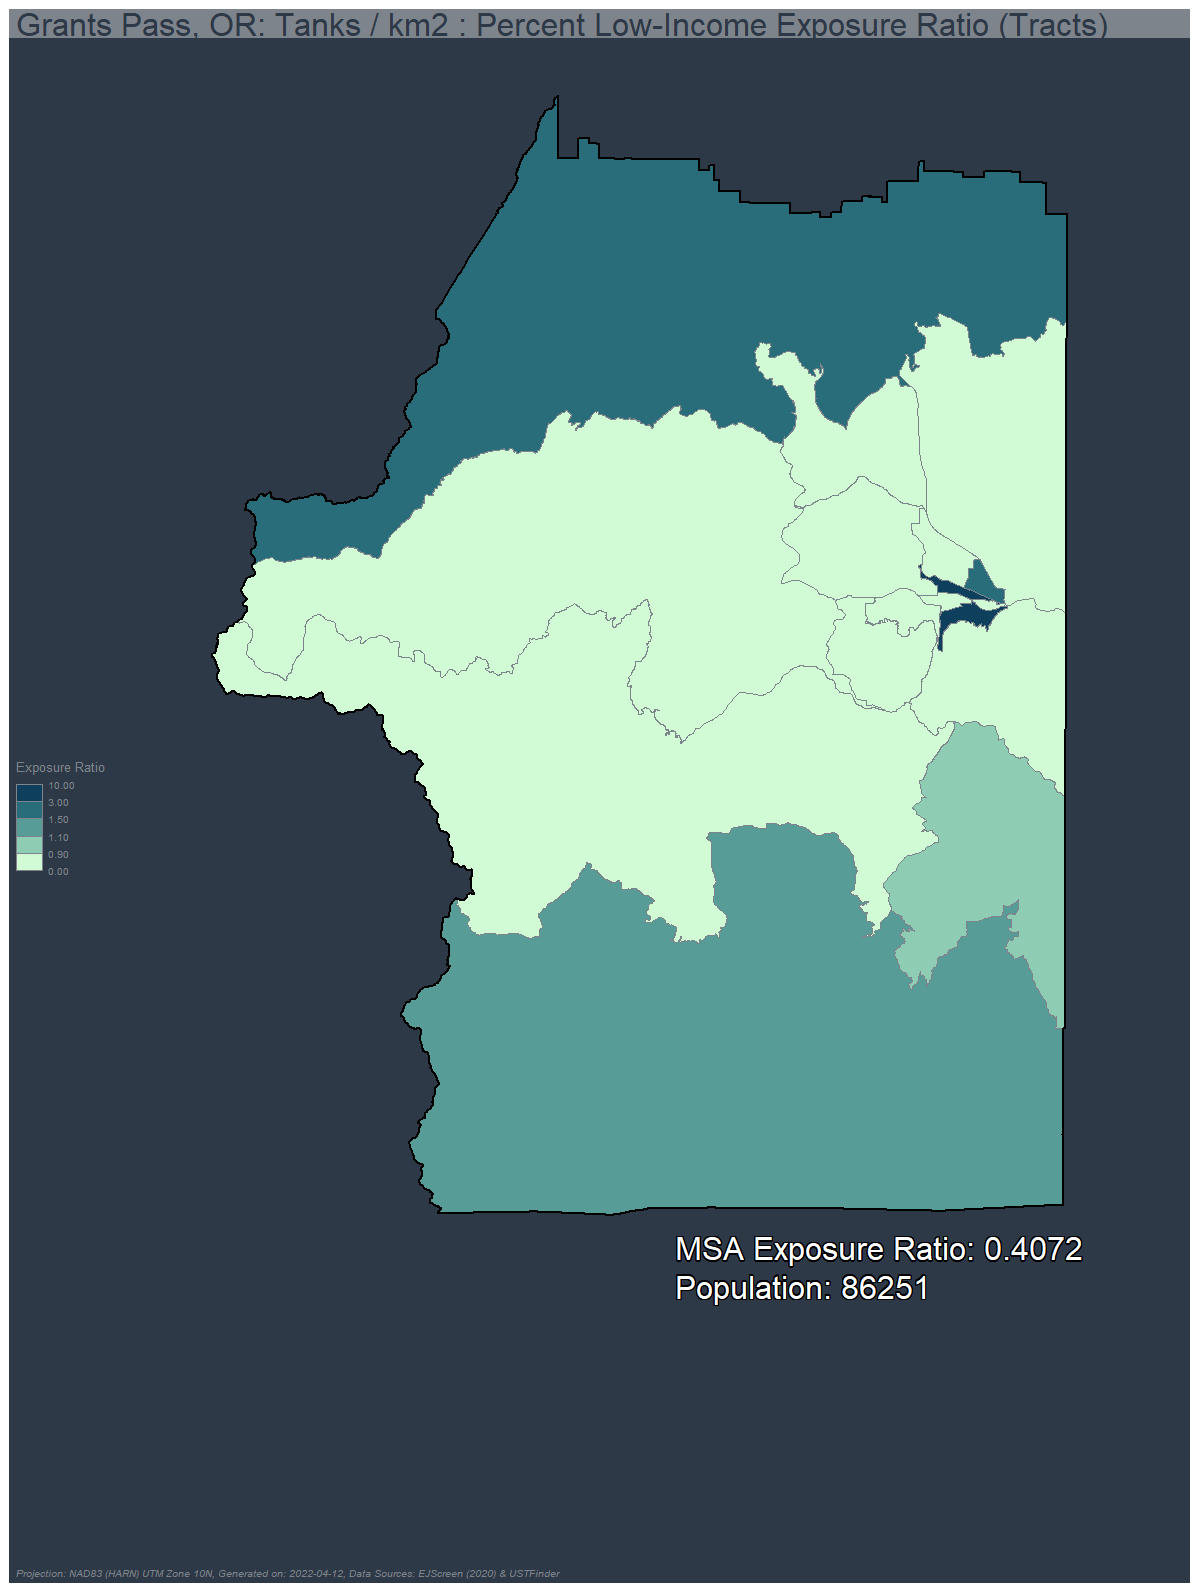 Grants Pass, OR: Tanks / km2 : Percent Low-Income Exposure Ratio (Tracts)
Exposure Ratio
10.00
3.00
1.50
1.10
0.90
0.00
MSA Exposure Ratio: 0.4072
Population: 86251
Projection: NAD83 (HARN) UTM Zone 10N, Generated on: 2022-04-12, Data Sources: EJScreen (2020) & USTFinder